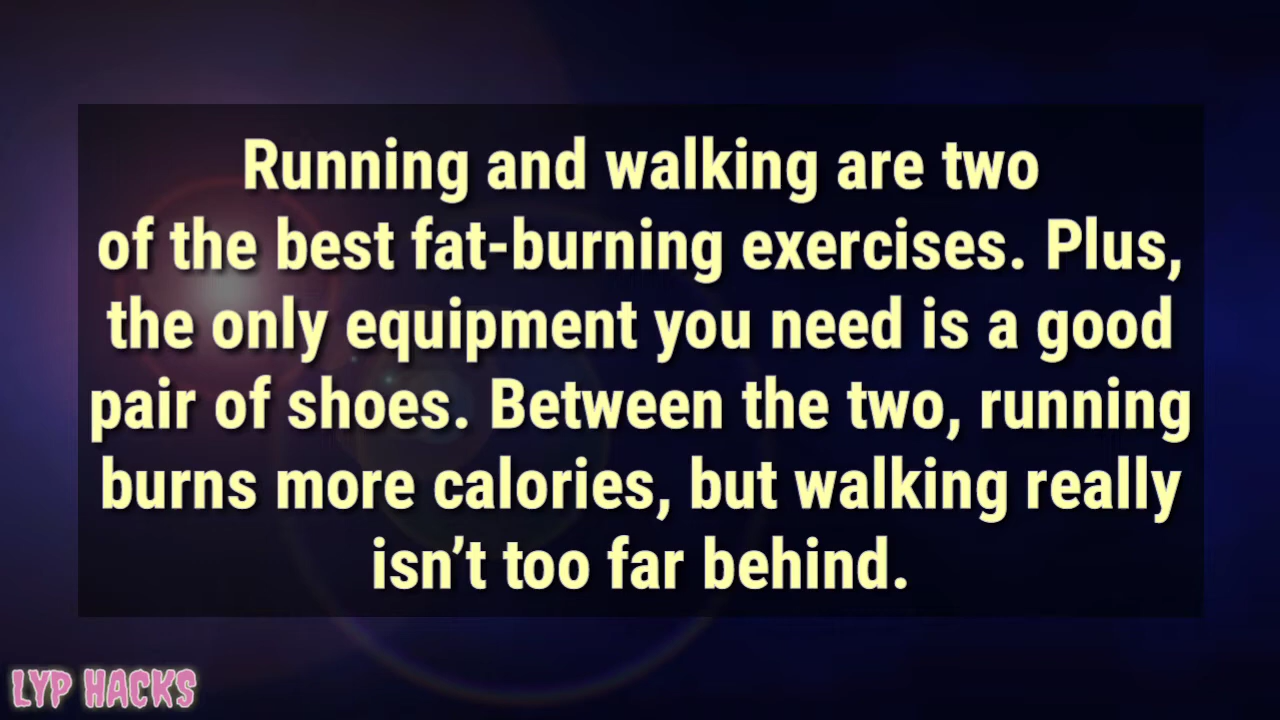 Running and walking are two
of the best fat-burning exercises. Plus,
the only equipment you need is a good
pair of shoes. Between the two, running
burns more calories, but walking really
isn’t too far behind.
LYP HACKS